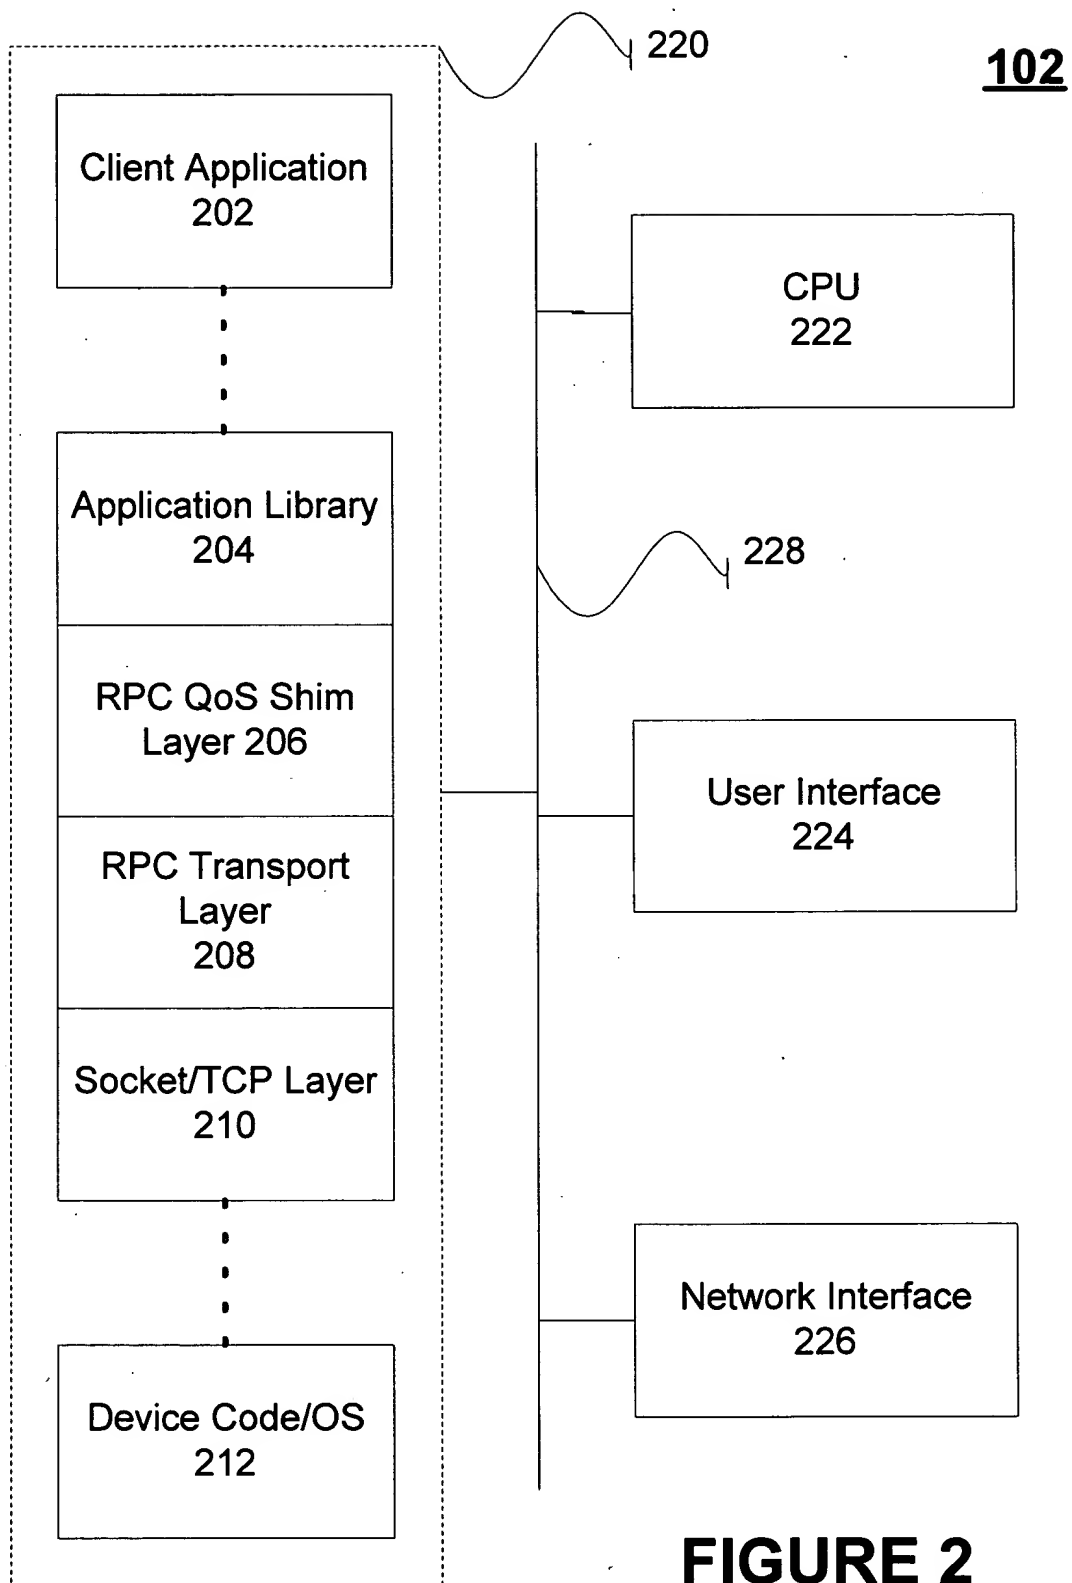 220
102
Client Application
202
CPU
222
Application Library
204
228
RPC QoS Shim
Layer 206
User Interface
224
RPC Transport
Layer
208
Socket/TCP Layer
210
Network Interface
226
Device Code/OS
212
FIGURE 2